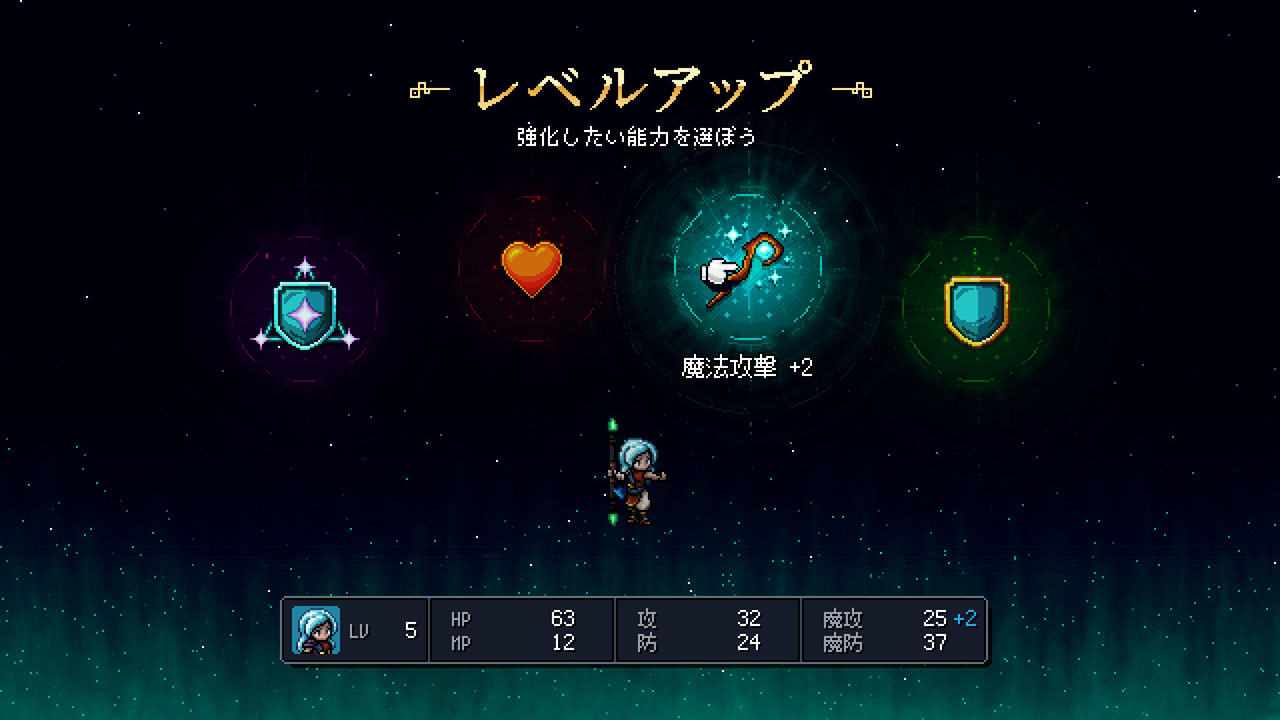 レベルアップ
強化したい能力を選ぼう
魔法攻撃 +2
LV 5
HP 63
MP 12
攻 32
防 24
魔攻 25 +2
魔防 37